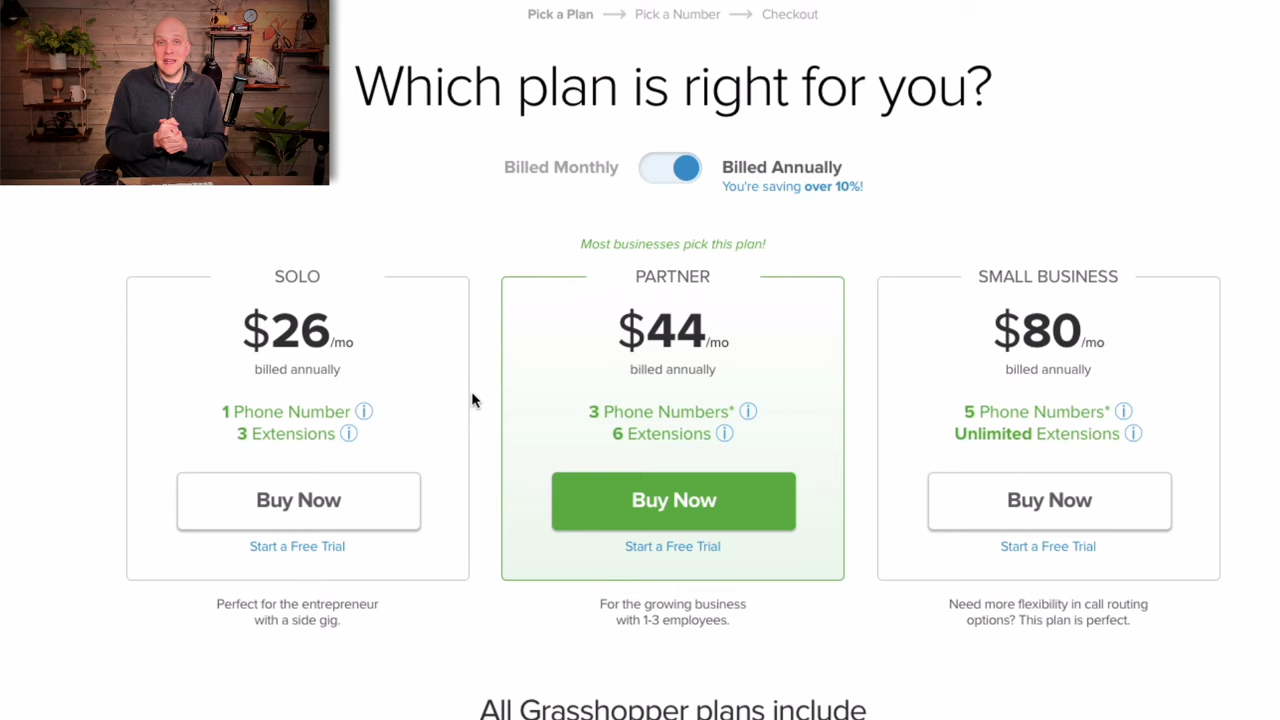 Pick a Plan → Pick a Number → Checkout
Which plan is right for you?
Billed Monthly
Billed Annually
You're saving over 10%!
Most businesses pick this plan!
SOLO
$26/mo
billed annually
1 Phone Number ⓘ
3 Extensions ⓘ
Buy Now
Start a Free Trial
Perfect for the entrepreneur
with a side gig.
PARTNER
$44/mo
billed annually
3 Phone Numbers* ⓘ
6 Extensions ⓘ
Buy Now
Start a Free Trial
For the growing business
with 1-3 employees.
SMALL BUSINESS
$80/mo
billed annually
5 Phone Numbers* ⓘ
Unlimited Extensions ⓘ
Buy Now
Start a Free Trial
Need more flexibility in call routing
options? This plan is perfect.
All Grasshopper plans include